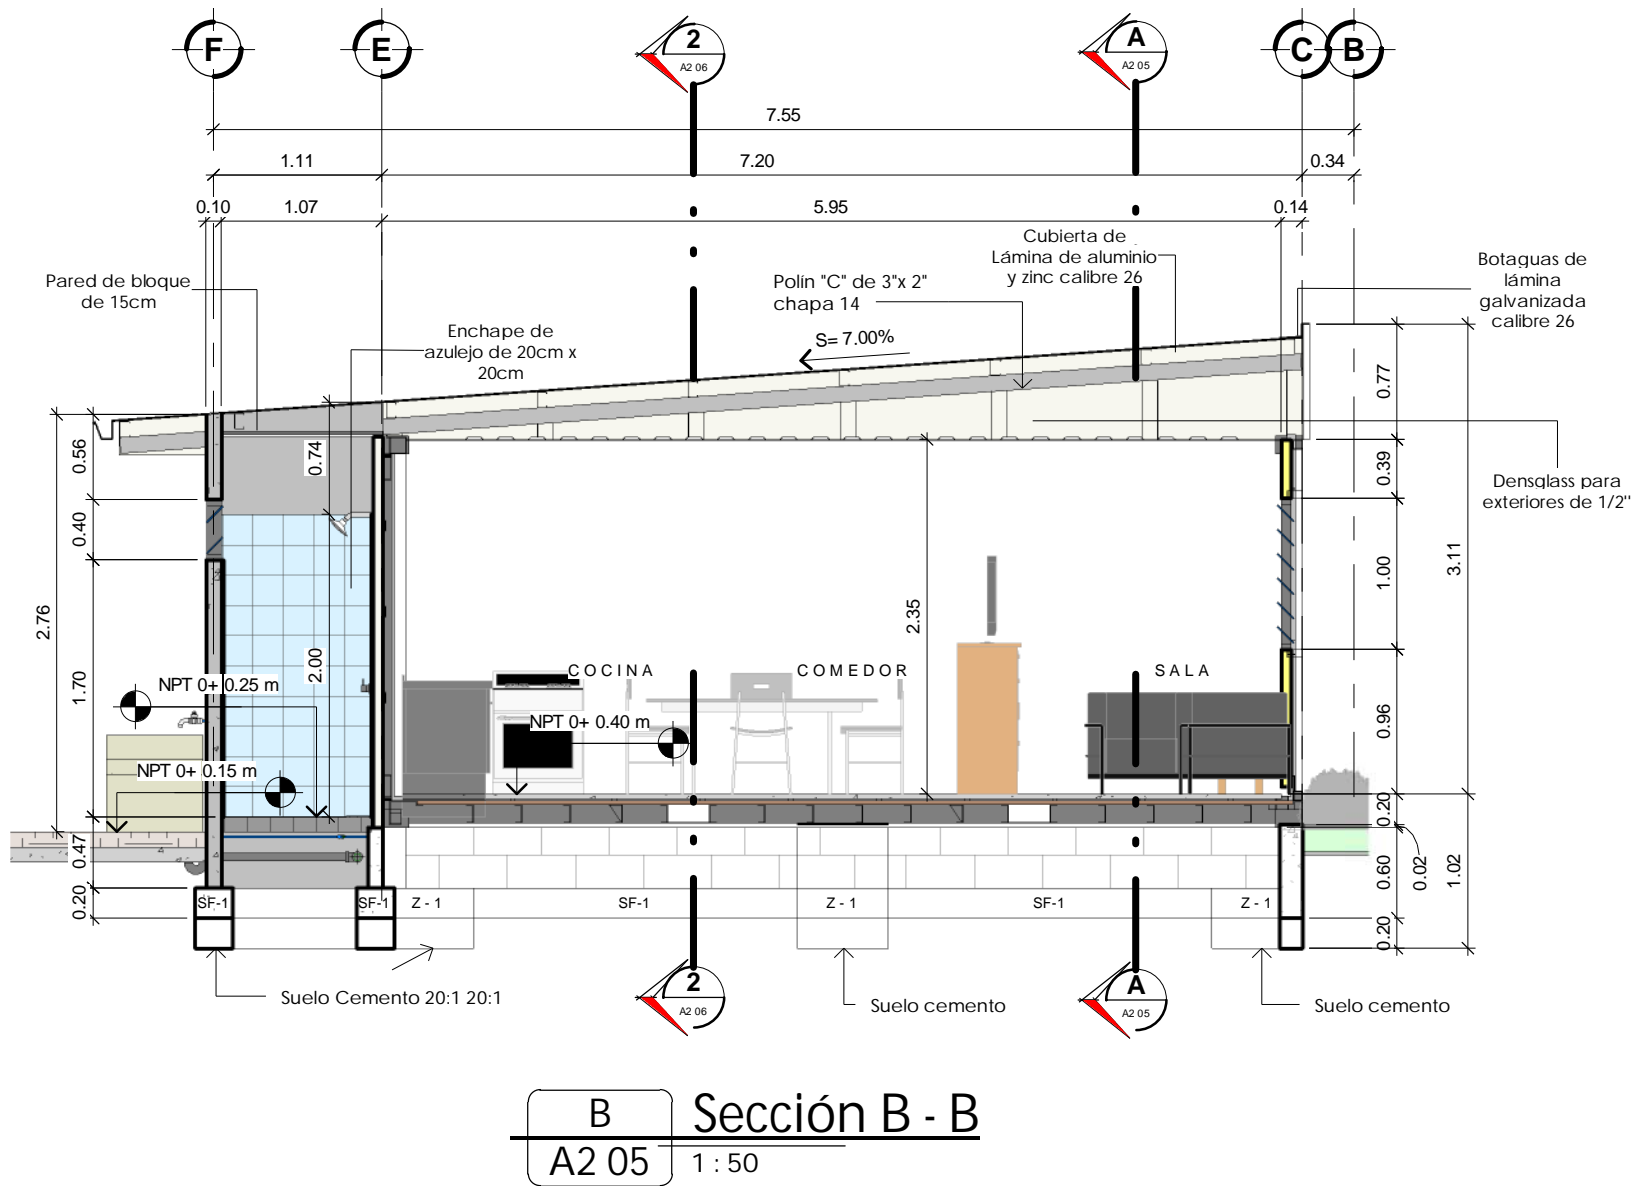 F
E
2
A2 06
A
A2 05
C
B
7.55
1.11
7.20
0.34
0.10
1.07
5.95
0.14
Pared de bloque
de 15cm
Enchape de
azulejo de 20cm x
20cm
Polín "C" de 3"x 2"
chapa 14
Cubierta de
Lámina de aluminio
y zinc calibre 26
Botaguas de
lámina
galvanizada
calibre 26
S= 7.00%
Densglass para
exteriores de 1/2"
2.76
0.56
0.40
1.70
0.47
0.20
0.74
2.00
2.35
0.77
0.39
1.00
0.96
0.20
0.02
0.60
0.20
3.11
1.02
COCINA
COMEDOR
SALA
NPT 0+ 0.25 m
NPT 0+ 0.40 m
NPT 0+ 0.15 m
SF-1
SF-1
Z - 1
SF-1
Z - 1
SF-1
Z - 1
Suelo Cemento 20:1 20:1
Suelo cemento
Suelo cemento
2
A2 06
A
A2 05
B
A2 05
Sección B - B
1 : 50